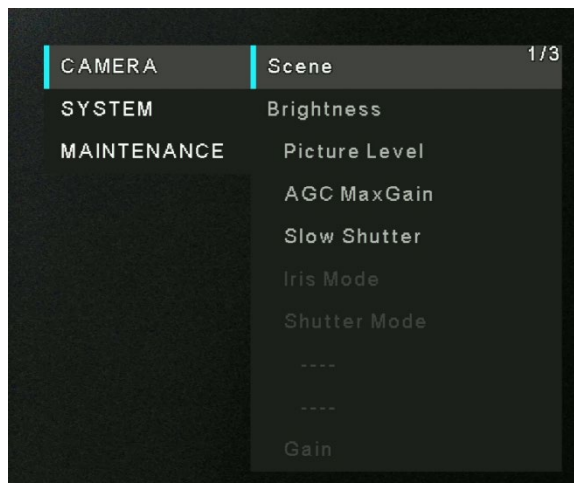 CAMERA
SYSTEM
MAINTENANCE
Scene
1/3
Brightness
Picture Level
AGC MaxGain
Slow Shutter
Iris Mode
Shutter Mode
----
----
Gain